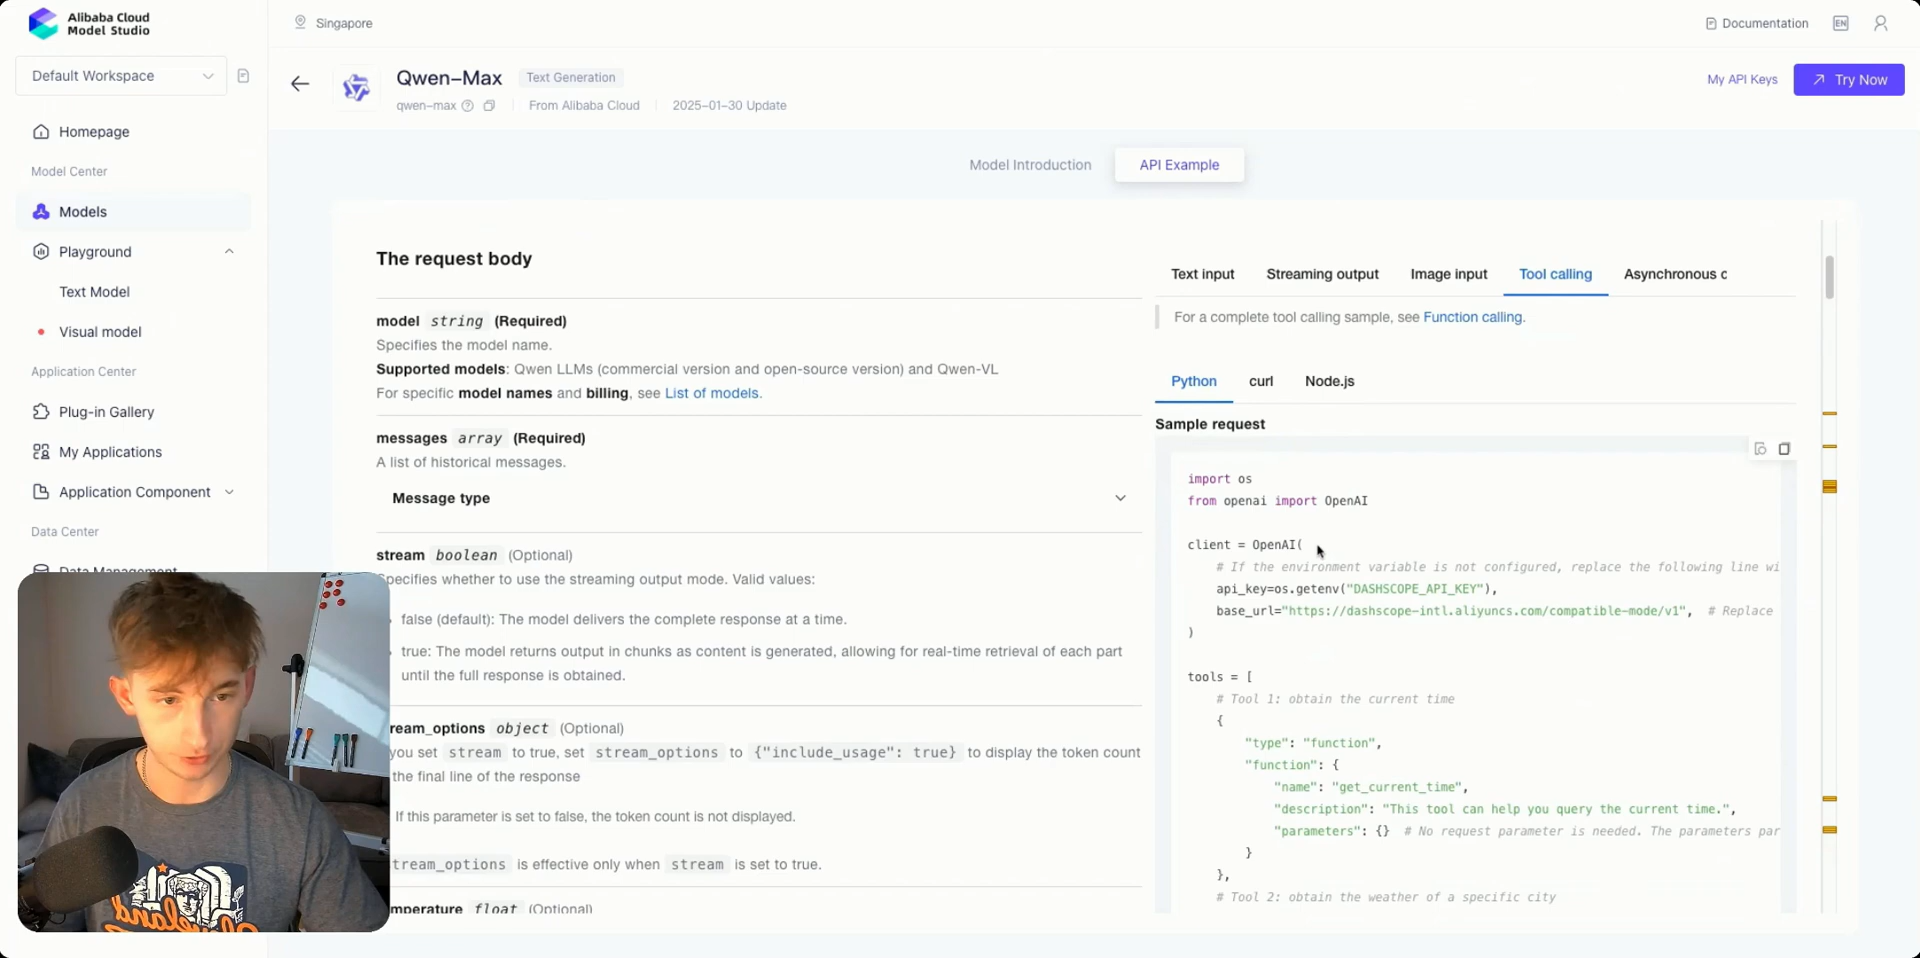 Alibaba Cloud
Model Studio
Default Workspace
Homepage
Model Center
Models
Playground
Text Model
Visual model
Application Center
Plug-in Gallery
My Applications
Application Component
Data Center
Data Management
Singapore
Documentation
EN
Qwen-Max
Text Generation
qwen-max
From Alibaba Cloud
2025-01-30 Update
My API Keys
Try Now
Model Introduction
API Example
The request body
model string (Required)
Specifies the model name.
Supported models: Qwen LLMs (commercial version and open-source version) and Qwen-VL
For specific model names and billing, see List of models.
messages array (Required)
A list of historical messages.
Message type
stream boolean (Optional)
Specifies whether to use the streaming output mode. Valid values:
false (default): The model delivers the complete response at a time.
true: The model returns output in chunks as content is generated, allowing for real-time retrieval of each part
until the full response is obtained.
ream_options object (Optional)
you set stream to true, set stream_options to {"include_usage": true} to display the token count
the final line of the response
If this parameter is set to false, the token count is not displayed.
tream_options is effective only when stream is set to true.
mperature float (Optional)
Text input
Streaming output
Image input
Tool calling
Asynchronous c
For a complete tool calling sample, see Function calling.
Python
curl
Node.js
Sample request
import os
from openai import OpenAI
client = OpenAI(
# If the environment variable is not configured, replace the following line wi
api_key=os.getenv("DASHSCOPE_API_KEY"),
base_url="https://dashscope-intl.aliyuncs.com/compatible-mode/v1", # Replace
)
tools = [
# Tool 1: obtain the current time
{
"type": "function",
"function": {
"name": "get_current_time",
"description": "This tool can help you query the current time.",
"parameters": {} # No request parameter is needed. The parameters par
}
},
# Tool 2: obtain the weather of a specific city